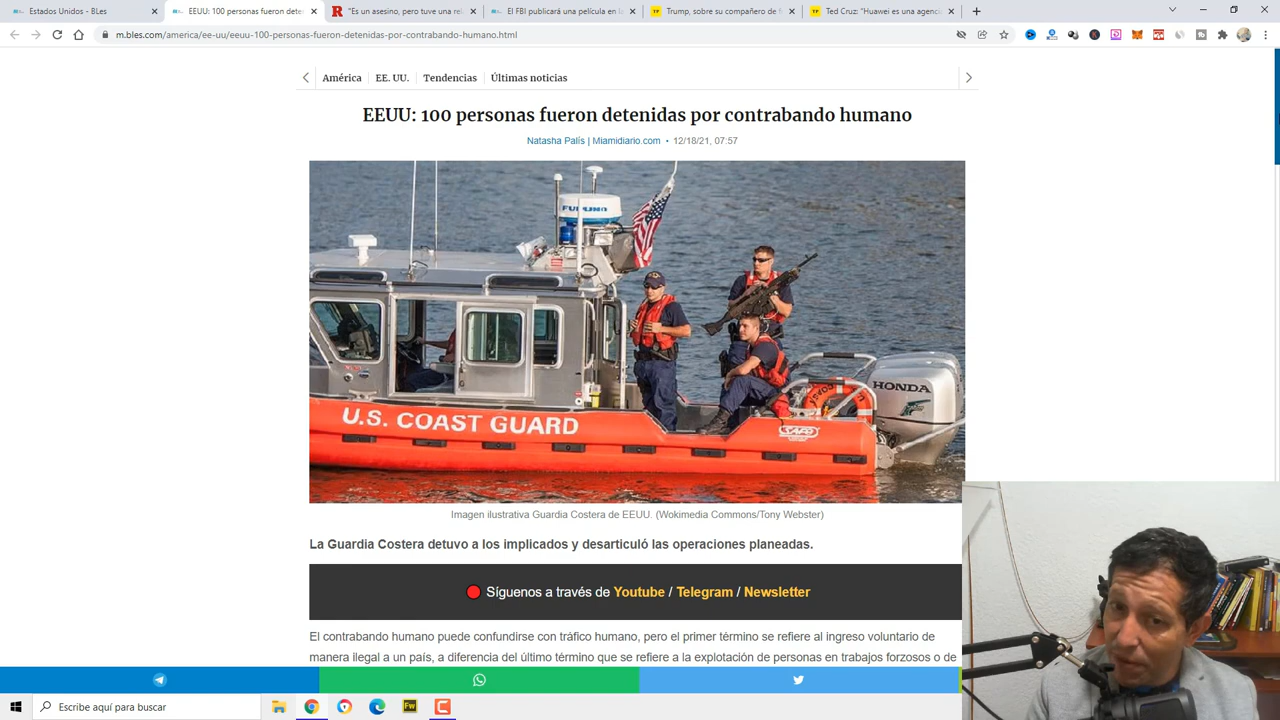 Estados Unidos - BLes
EEUU: 100 personas fueron dete
"Es un asesino, pero tuve una rel
El FBI publicará una película en la
Trump, sobre su compañero de f
Ted Cruz: "Huawei es una agenci
m.bles.com/america/ee-uu/eeuu-100-personas-fueron-detenidas-por-contrabando-humano.html
América EE. UU. Tendencias Últimas noticias
EEUU: 100 personas fueron detenidas por contrabando humano
Natasha Palís | Miamidiario.com • 12/18/21, 07:57
FURUNO
HONDA
U.S. COAST GUARD
SAFE
Imagen ilustrativa Guardia Costera de EEUU. (Wokimedia Commons/Tony Webster)
La Guardia Costera detuvo a los implicados y desarticuló las operaciones planeadas.
Síguenos a través de Youtube / Telegram / Newsletter
El contrabando humano puede confundirse con tráfico humano, pero el primer término se refiere al ingreso voluntario de
manera ilegal a un país, a diferencia del último término que se refiere a la explotación de personas en trabajos forzosos o de
Escribe aquí para buscar
Fw